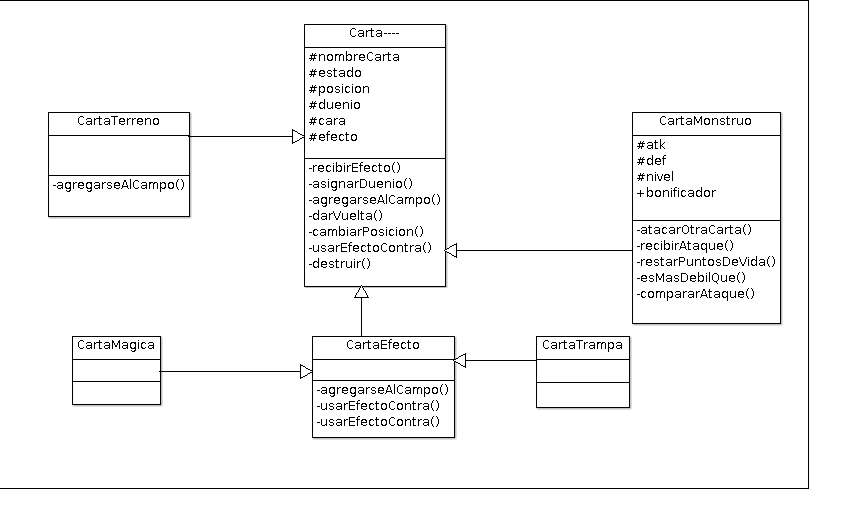 Carta----
#nombreCarta
#estado
#posicion
#duenio
#cara
#efecto
-recibirEfecto()
-asignarDuenio()
-agregarseAlCampo()
-darVuelta()
-cambiarPosicion()
-usarEfectoContra()
-destruir()
CartaTerreno
-agregarseAlCampo()
CartaMonstruo
#atk
#def
#nivel
+bonificador
-atacarOtraCarta()
-recibirAtaque()
-restarPuntosDeVida()
-esMasDebilQue()
-compararAtaque()
CartaMagica
CartaEfecto
-agregarseAlCampo()
-usarEfectoContra()
-usarEfectoContra()
CartaTrampa